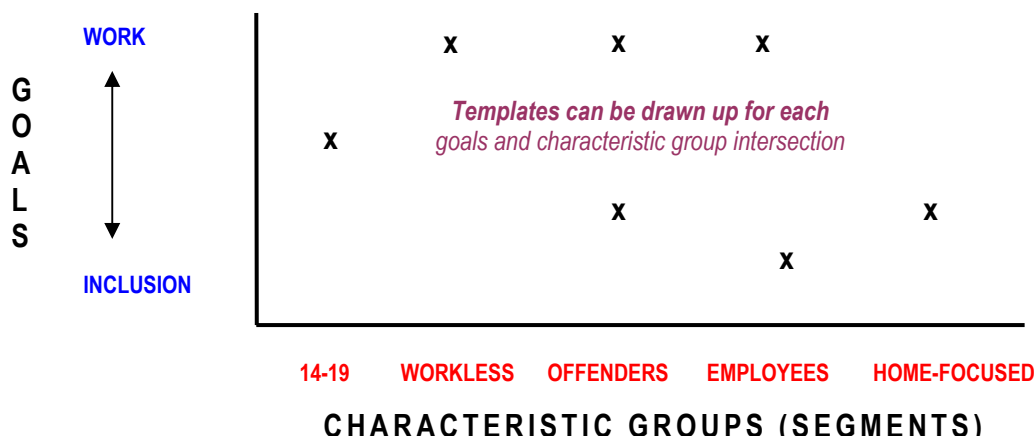 WORK
GOALS
x x x
Templates can be drawn up for each
goals and characteristic group intersection
x
x x
x
INCLUSION
14-19 WORKLESS OFFENDERS EMPLOYEES HOME-FOCUSED
CHARACTERISTIC GROUPS (SEGMENTS)